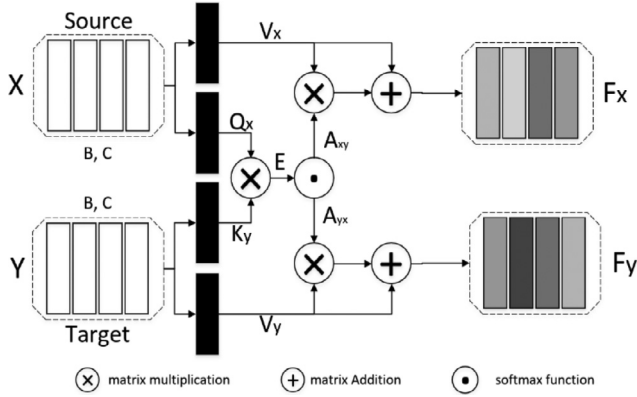 Source
X
B, C
B, C
Y
Target
Vx
Qx
E
Ky
Axy
Ayx
Vy
Fx
Fy
matrix multiplication
matrix Addition
softmax function